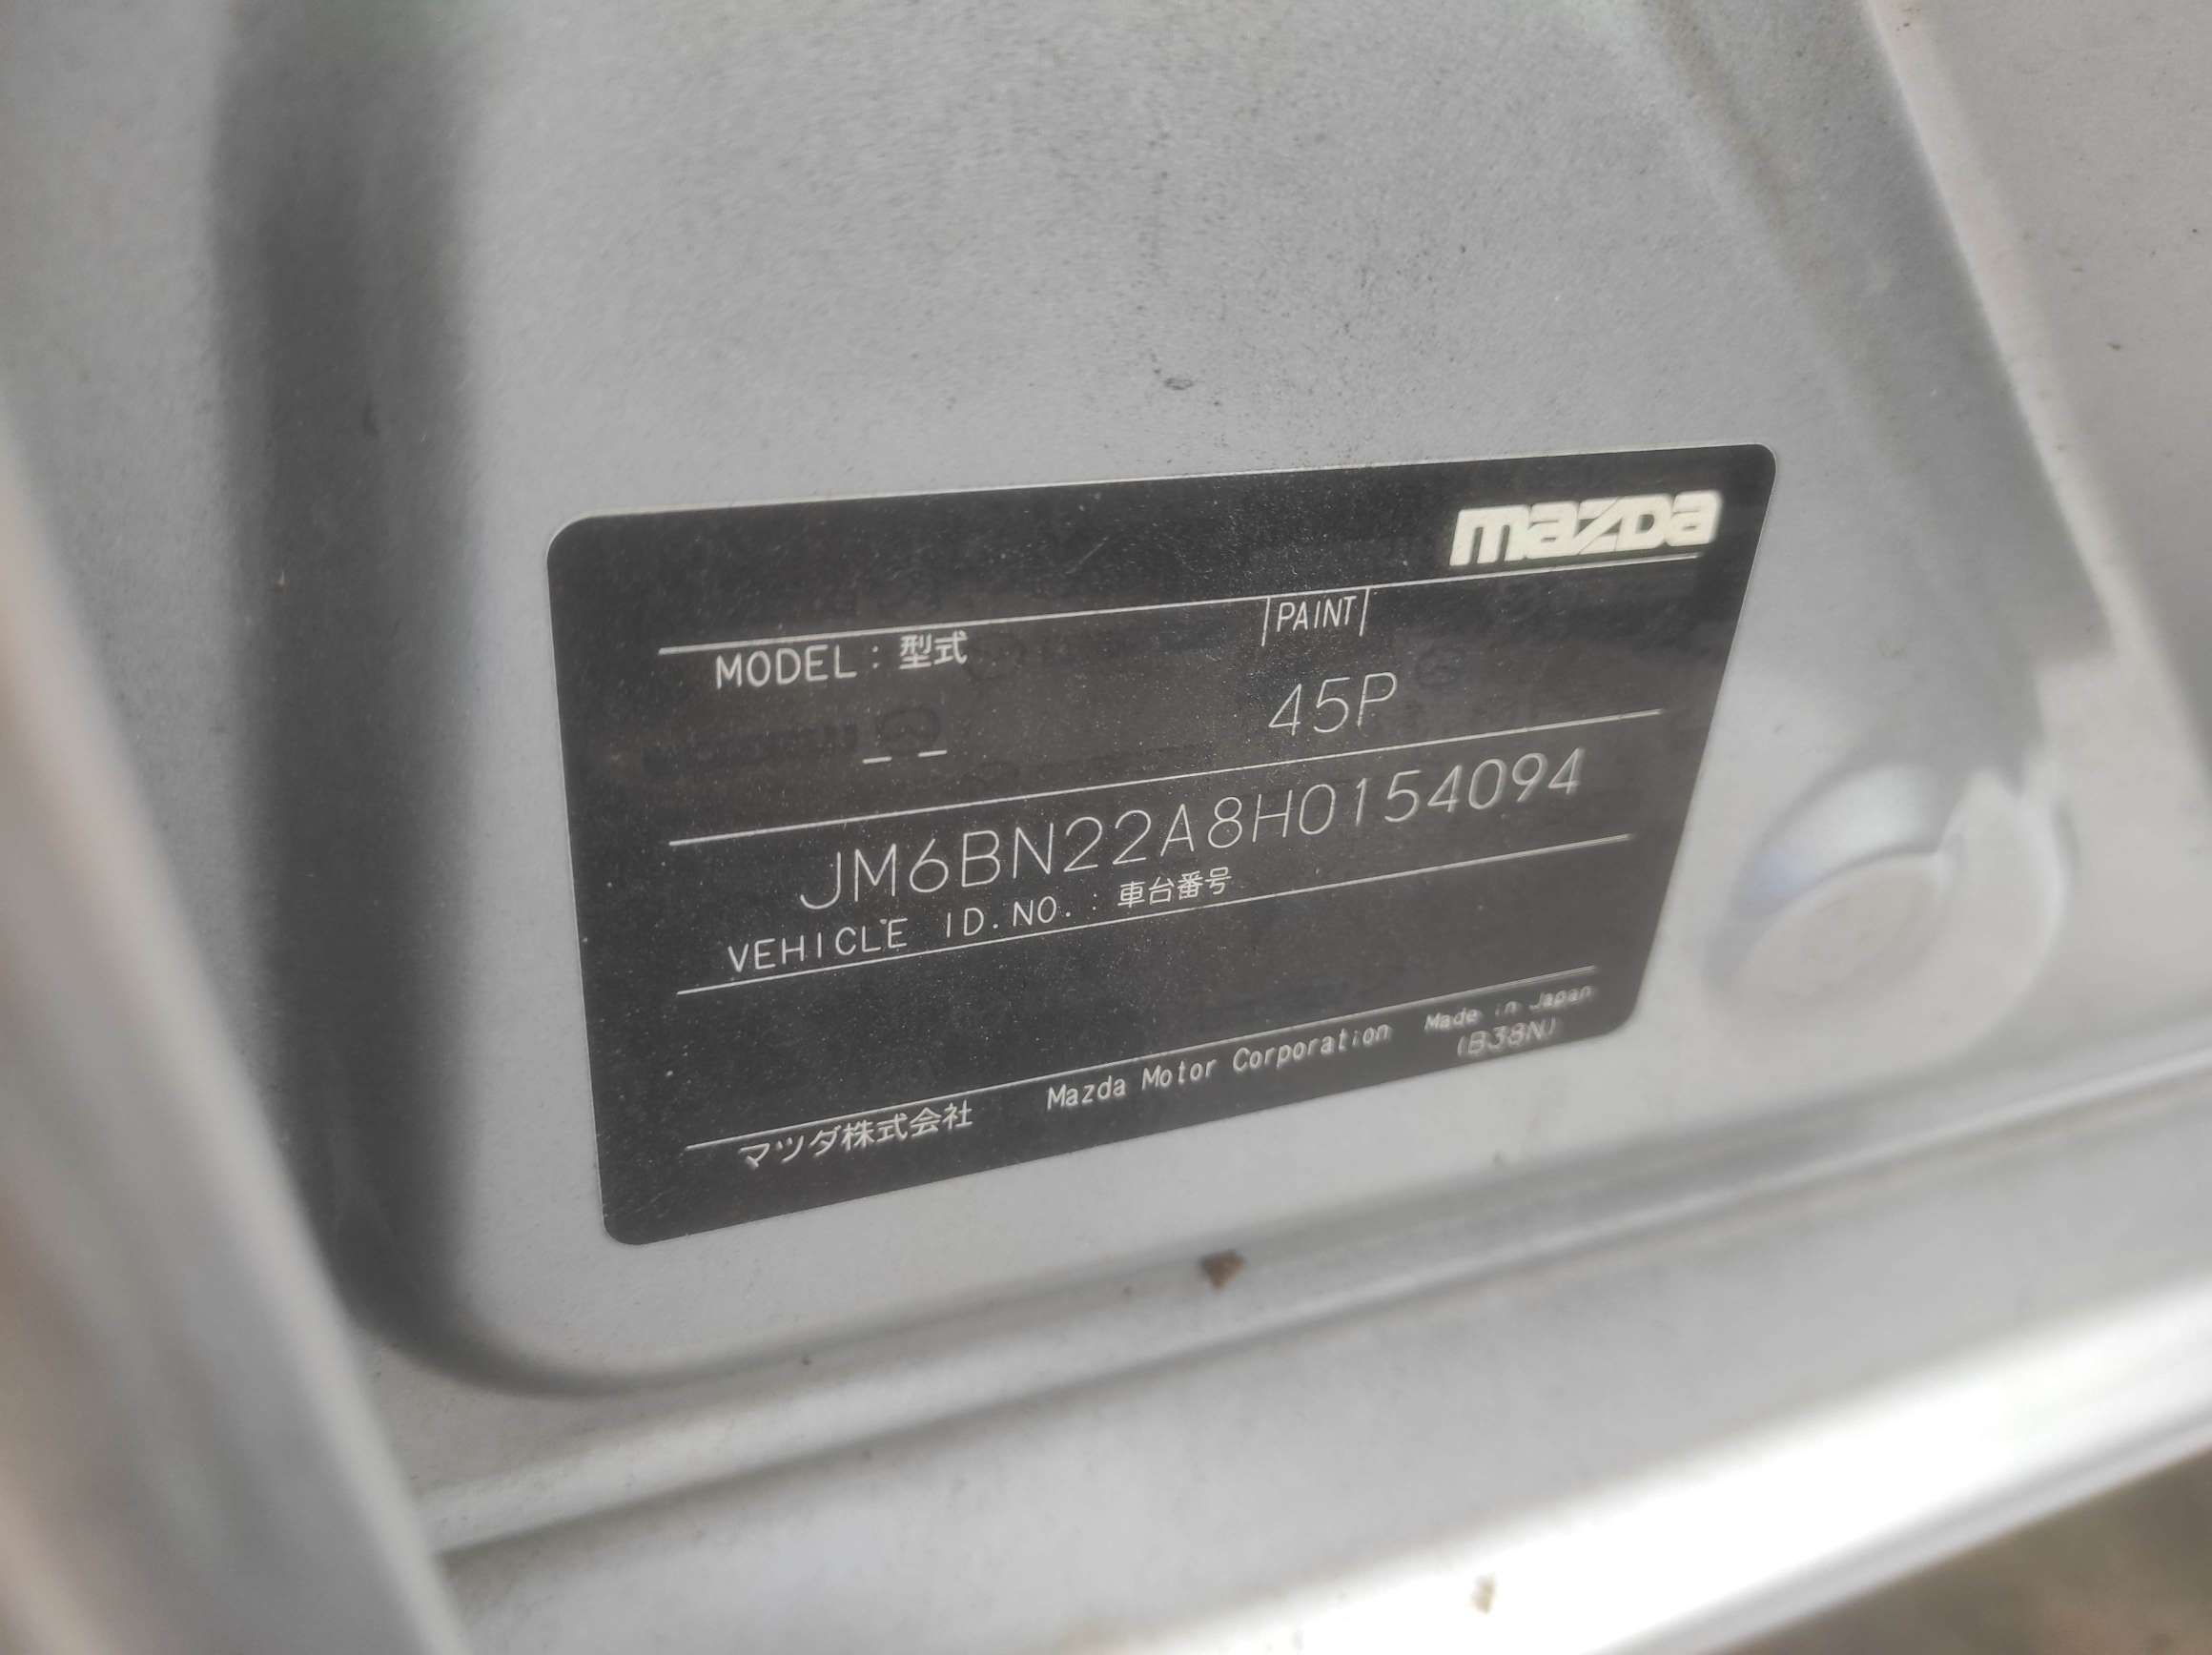 mazda
MODEL : 型式
PAINT
— —
45P
JM6BN22A8H0154094
VEHICLE ID.NO. : 車台番号
マツダ株式会社 Mazda Motor Corporation Made in Japan
(B38N)